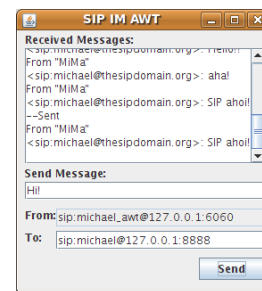 SIP IM AWT
Received Messages:
<sip:michael@thesipdomain.org>: Hello!!
From "MiMa"
<sip:michael@thesipdomain.org>: aha!
From "MiMa"
<sip:michael@thesipdomain.org>: SIP ahoi!
--Sent
From "MiMa"
<sip:michael@thesipdomain.org>: SIP ahoi!
Send Message:
Hi!
From: sip:michael_awt@127.0.0.1:6060
To: sip:michael@127.0.0.1:8888
Send